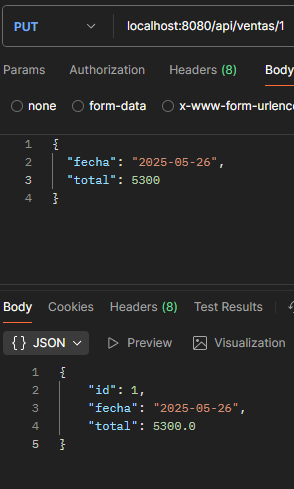 PUT localhost:8080/api/ventas/1
Params Authorization Headers (8) Body
none form-data x-www-form-urlenc
1 {
2 "fecha": "2025-05-26",
3 "total": 5300
4 }
Body Cookies Headers (8) Test Results
{} JSON Preview Visualization
1 {
2 "id": 1,
3 "fecha": "2025-05-26",
4 "total": 5300.0
5 }